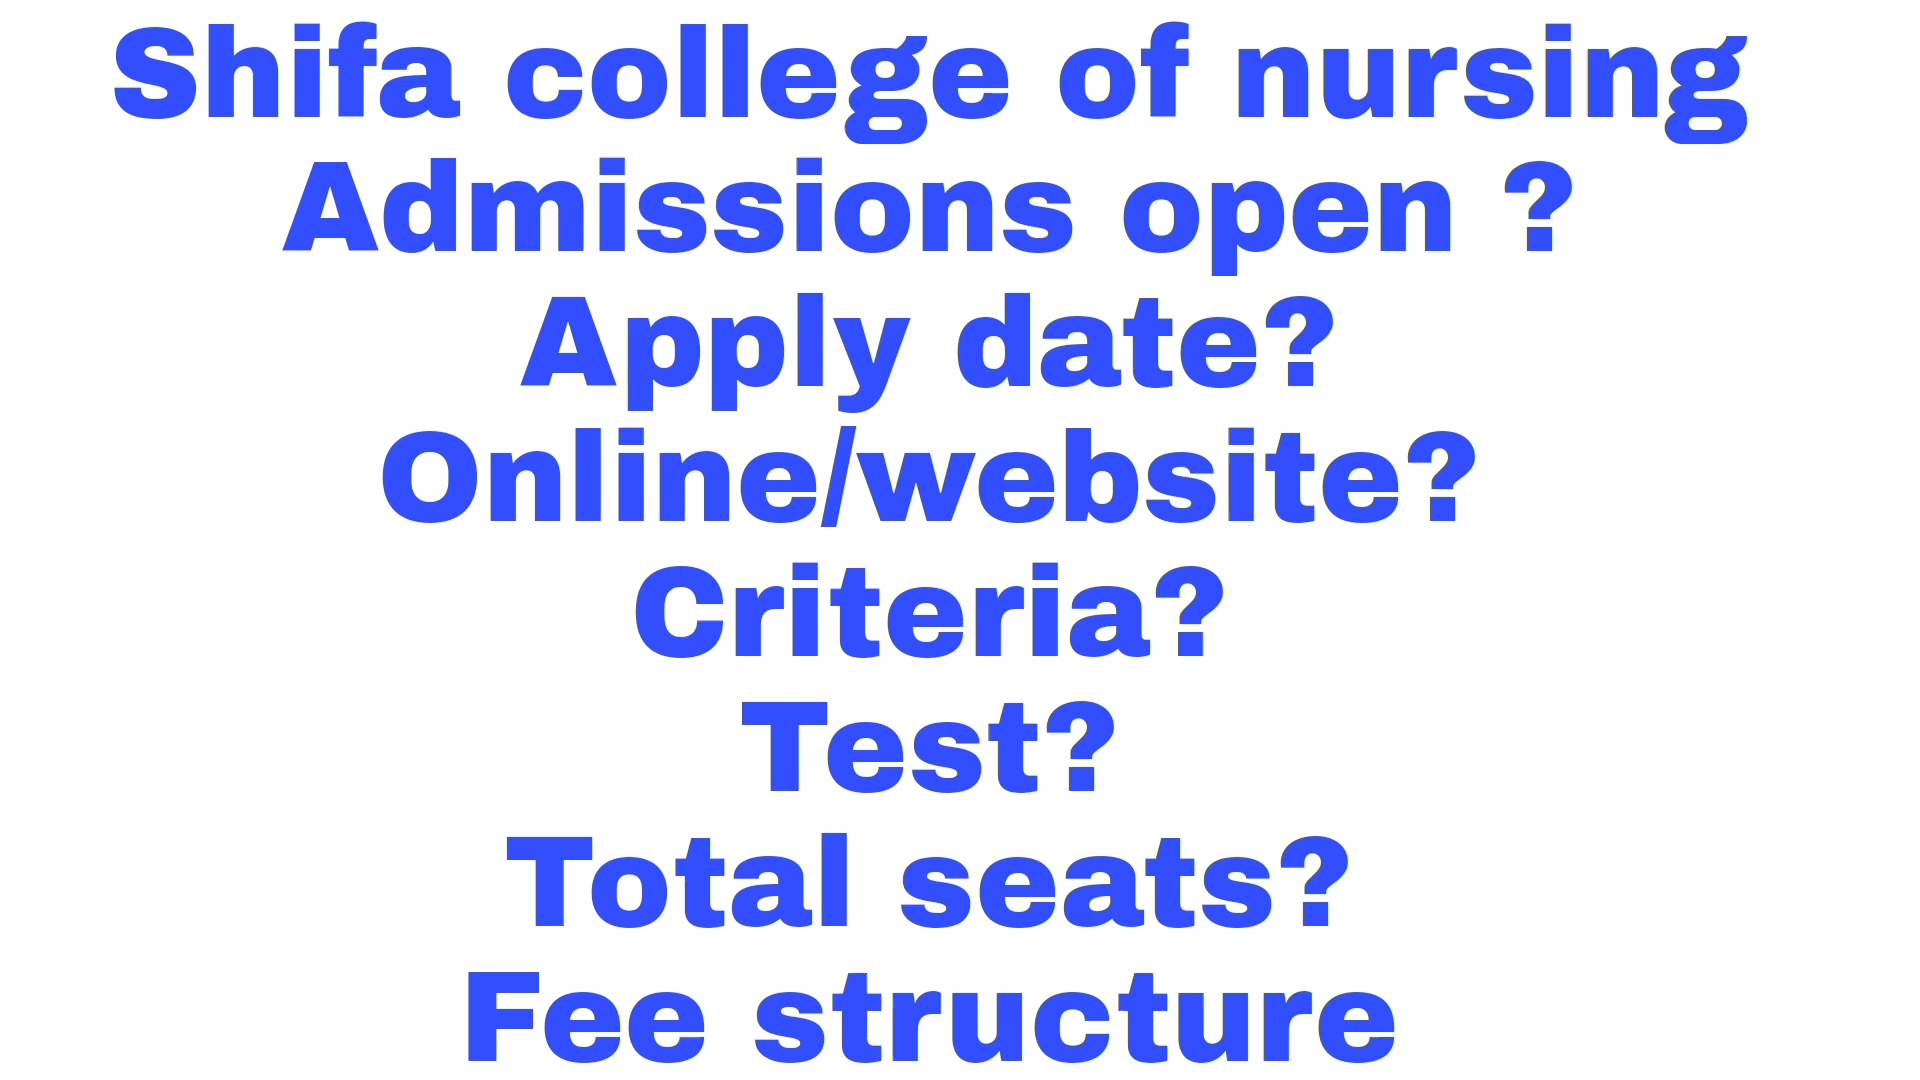 Shifa college of nursing
Admissions open ?
Apply date?
Online/website?
Criteria?
Test?
Total seats?
Fee structure